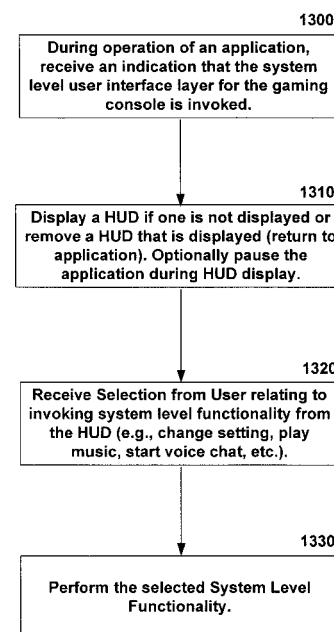 1300
During operation of an application,
receive an indication that the system
level user interface layer for the gaming
console is invoked.
1310
Display a HUD if one is not displayed or
remove a HUD that is displayed (return to
application). Optionally pause the
application during HUD display.
1320
Receive Selection from User relating to
invoking system level functionality from
the HUD (e.g., change setting, play
music, start voice chat, etc.).
1330
Perform the selected System Level
Functionality.